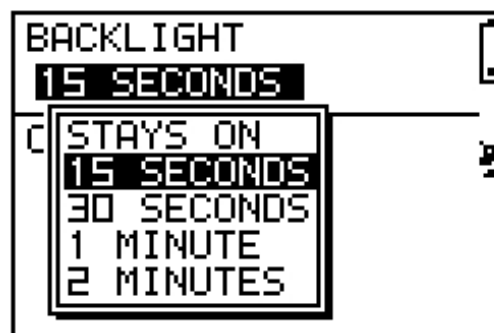 BACKLIGHT
15 SECONDS
STAYS ON
15 SECONDS
30 SECONDS
1 MINUTE
2 MINUTES